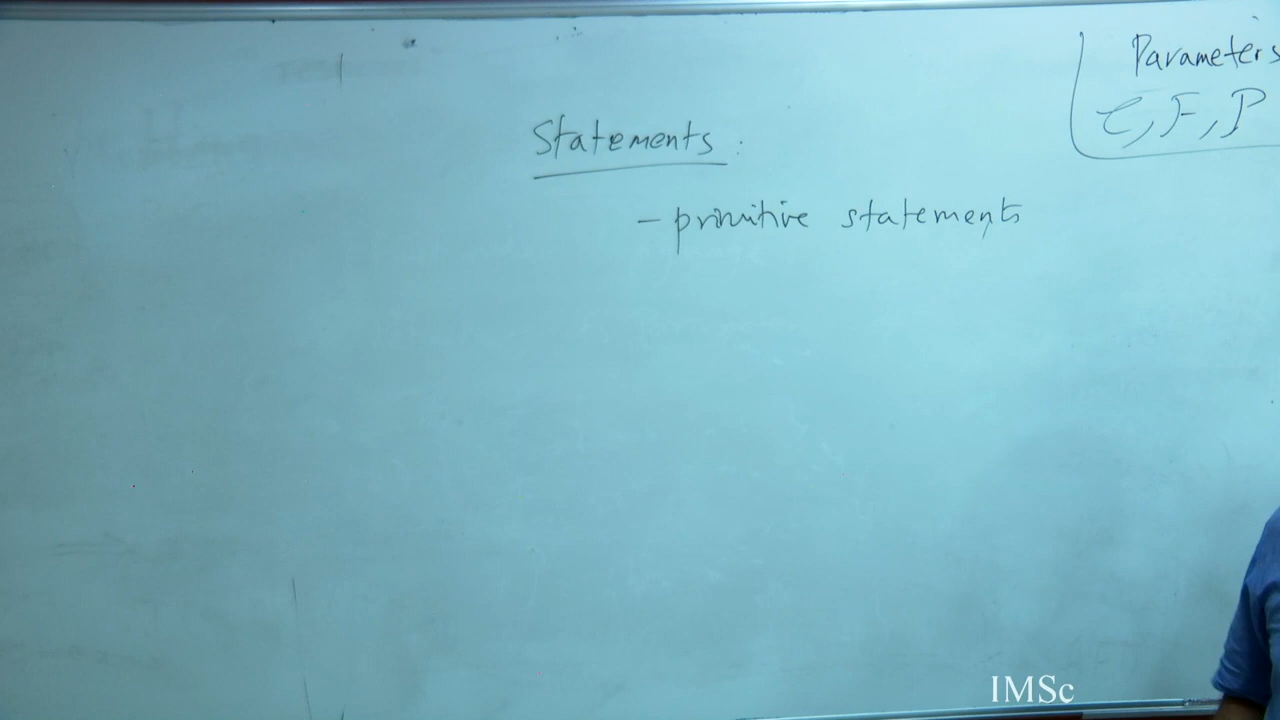 Parameters
C, F, P
Statements:
- primitive statements
IMSc